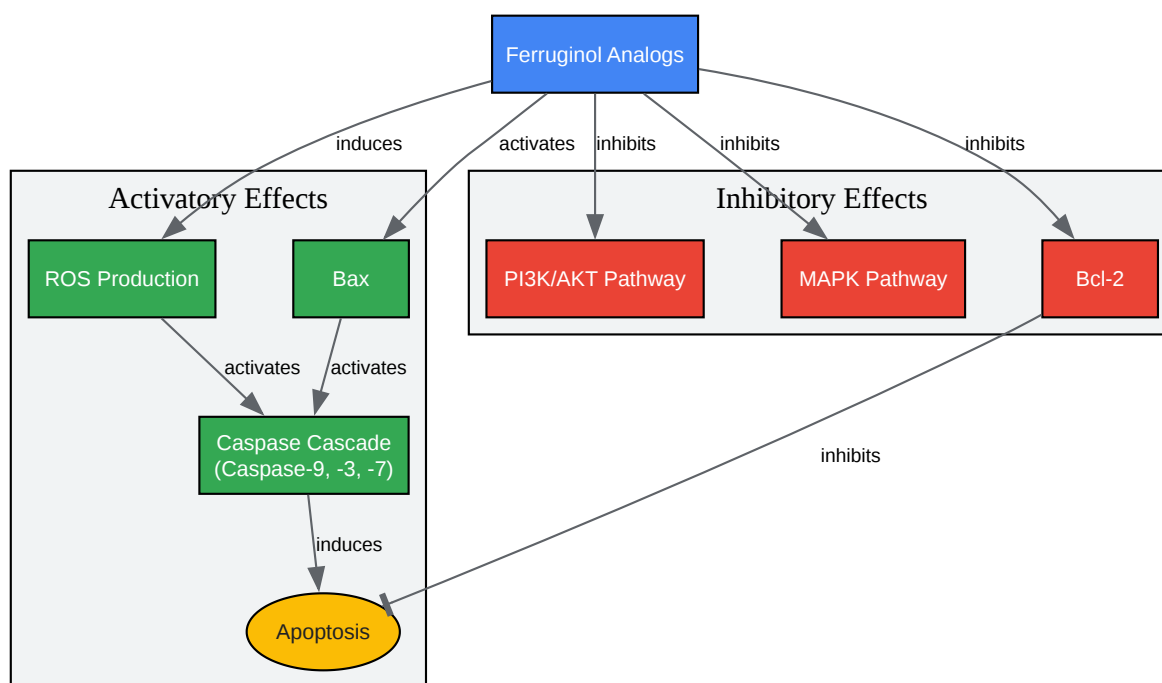 Ferruginol Analogs
induces
activates
inhibits
inhibits
inhibits
Activatory Effects
Inhibitory Effects
ROS Production
Bax
PI3K/AKT Pathway
MAPK Pathway
Bcl-2
activates
activates
Caspase Cascade
(Caspase-9, -3, -7)
inhibits
induces
Apoptosis